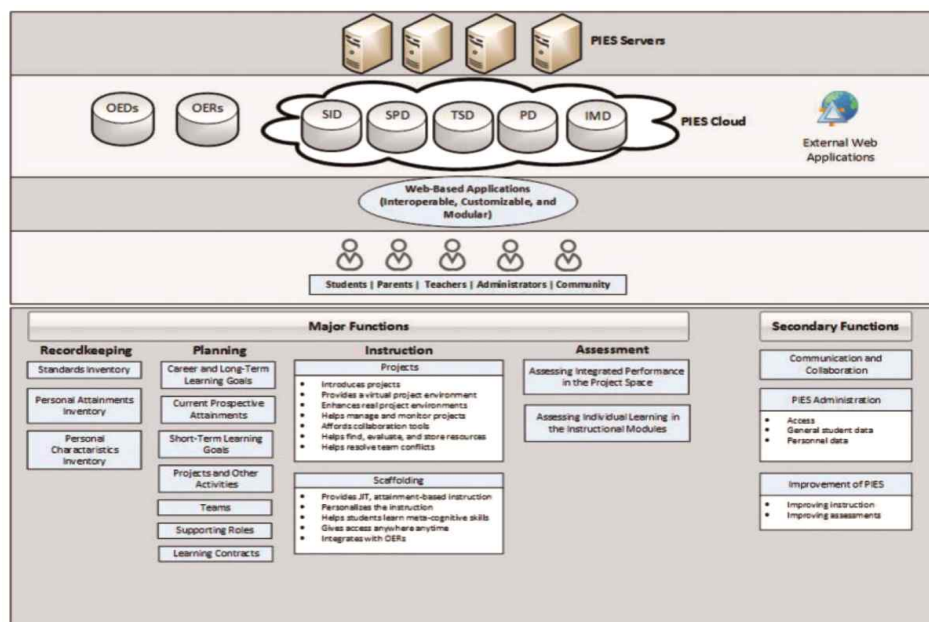 PIES Servers
OEDs
OERs
SID
SPD
TSD
PD
IMD
PIES Cloud
External Web
Applications
Web-Based Applications
(Interoperable, Customizable, and
Modular)
Students | Parents | Teachers | Administrators | Community
Major Functions
Recordkeeping
Standards Inventory
Personal Attainments
Inventory
Personal
Characteristics
Inventory
Planning
Career and Long-Term
Learning Goals
Current Prospective
Attainments
Short-Term Learning
Goals
Projects and Other
Activities
Teams
Supporting Roles
Learning Contracts
Instruction
Projects
• Introduces projects
• Provides a virtual project environment
• Enhances real project environments
• Helps manage and monitor projects
• Affords collaboration tools
• Helps find, evaluate, and store resources
• Helps resolve team conflicts
Scaffolding
• Provides JIT, attainment-based instruction
• Personalizes the instruction
• Helps students learn meta-cognitive skills
• Gives access anywhere anytime
• Integrates with OERs
Assessment
Assessing Integrated Performance
in the Project Space
Assessing Individual Learning in
the Instructional Modules
Secondary Functions
Communication and
Collaboration
PIES Administration
• Access
• General student data
• Personnel data
Improvement of PIES
• Improving instruction
• Improving assessments